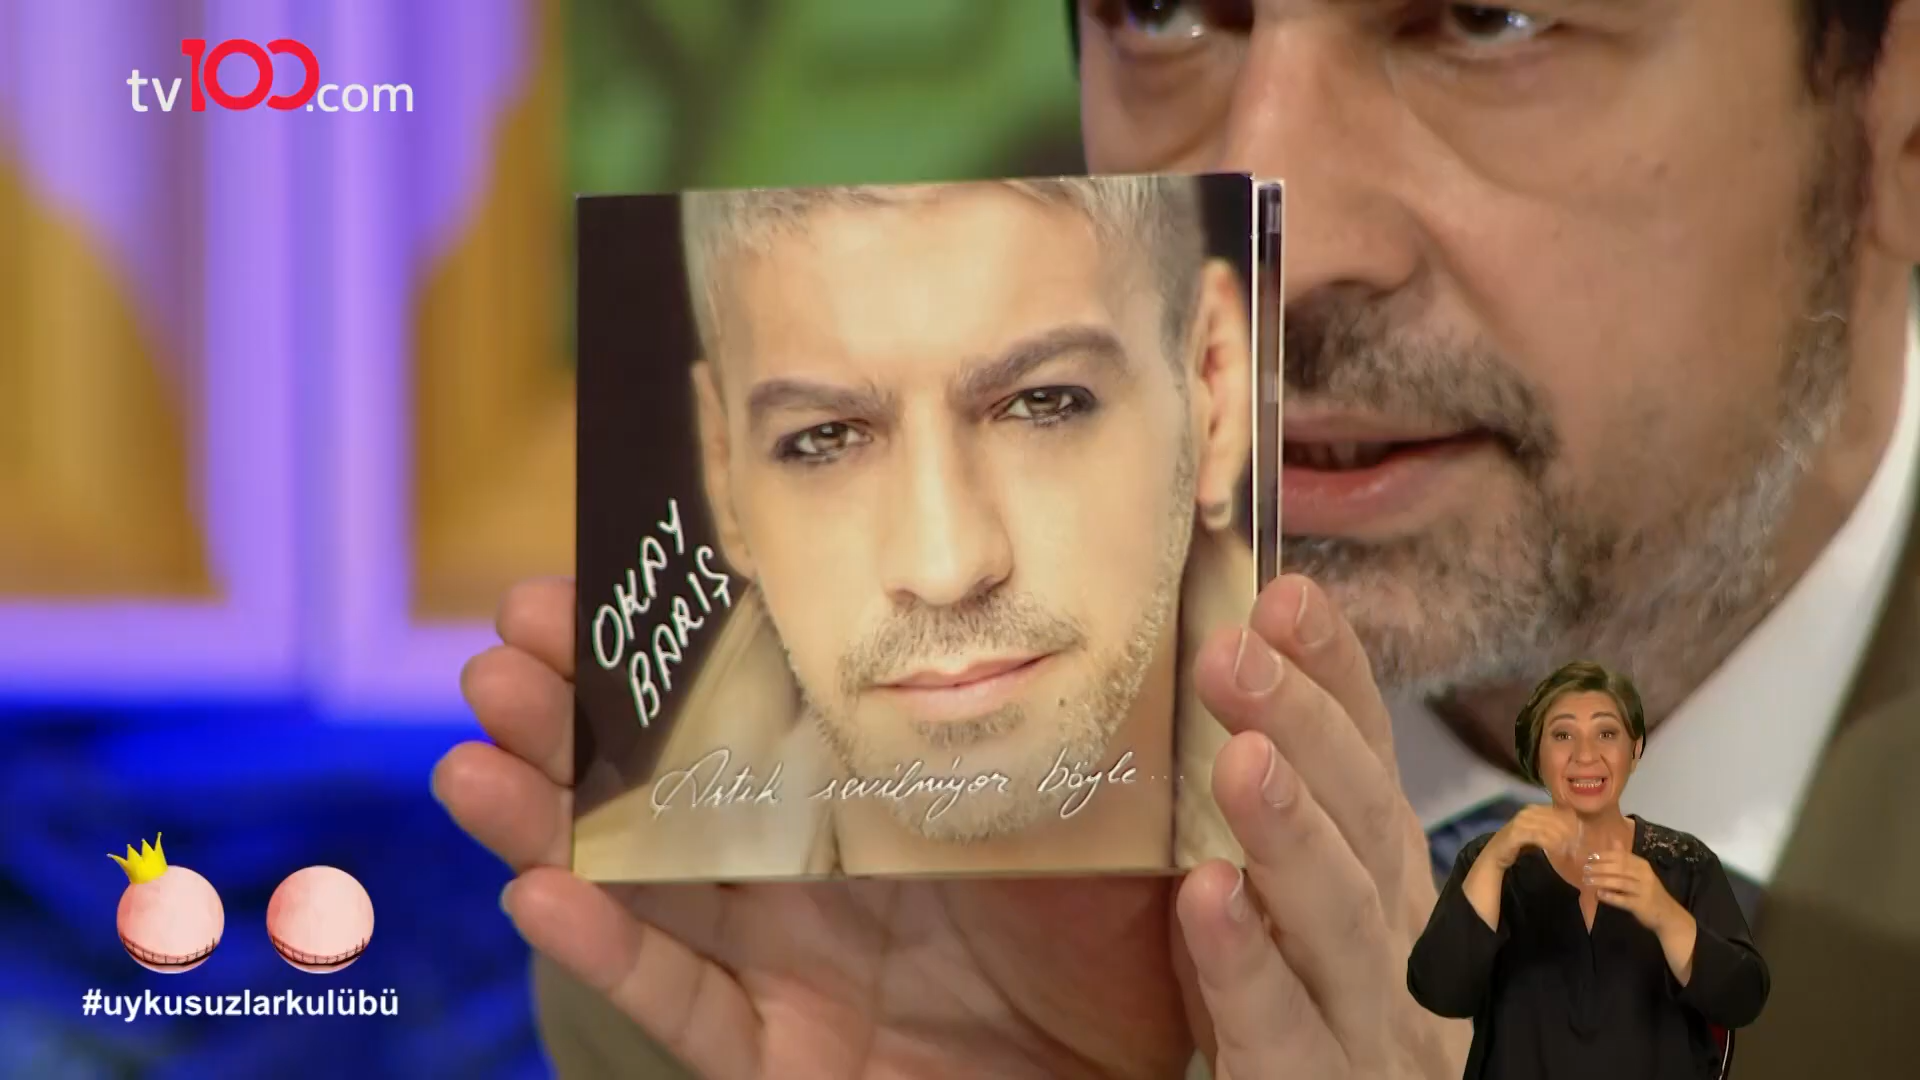 tv100.com
OKAY
BARIŞ
Artık sevilmiyor böyle...
#uykusuzlarkulübü